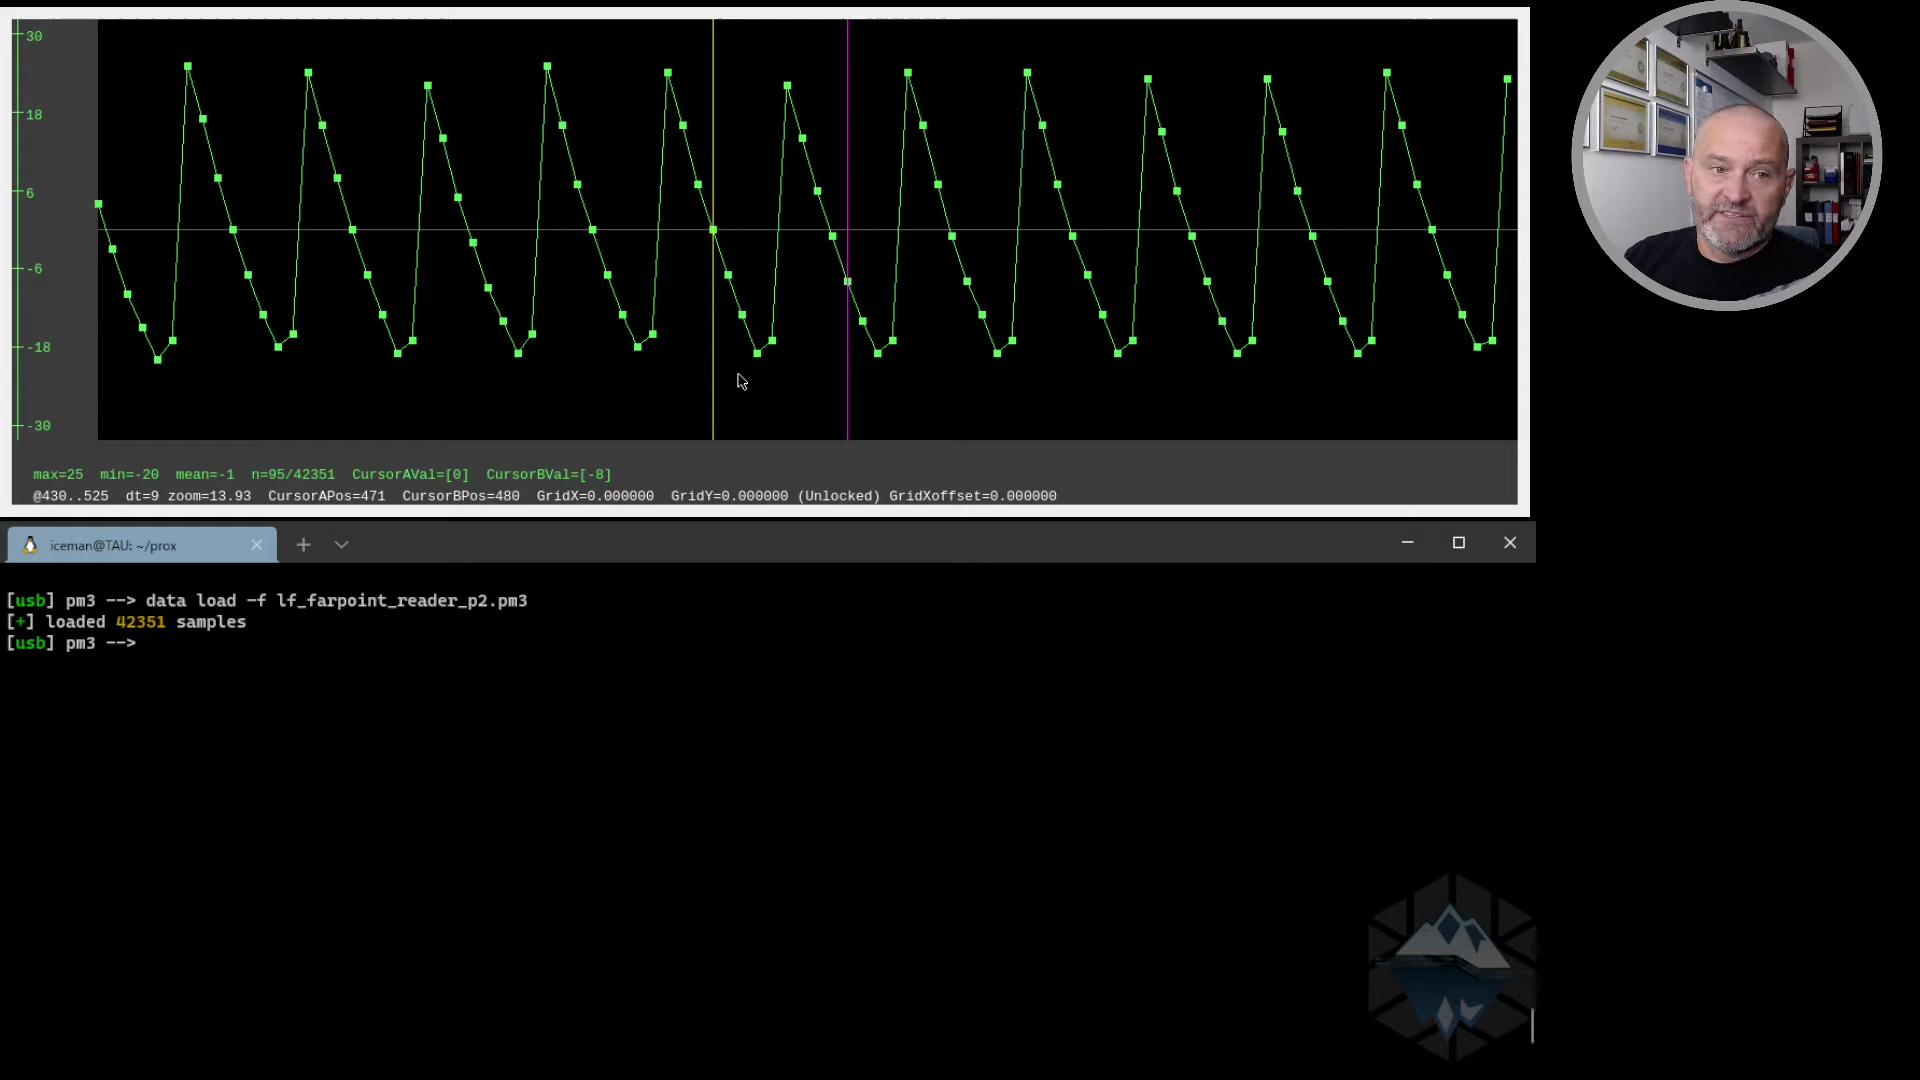 30
18
6
-6
-18
-30
max=25 min=-20 mean=-1 n=95/42351 CursorAVal=[0] CursorBVal=[-8]
@430..525 dt=9 zoom=13.93 CursorAPos=471 CursorBPos=480 GridX=0.000000 GridY=0.000000 (Unlocked) GridXoffset=0.000000
iceman@TAU: ~/prox
[usb] pm3 --> data load -f lf_farpoint_reader_p2.pm3
[+] loaded 42351 samples
[usb] pm3 -->